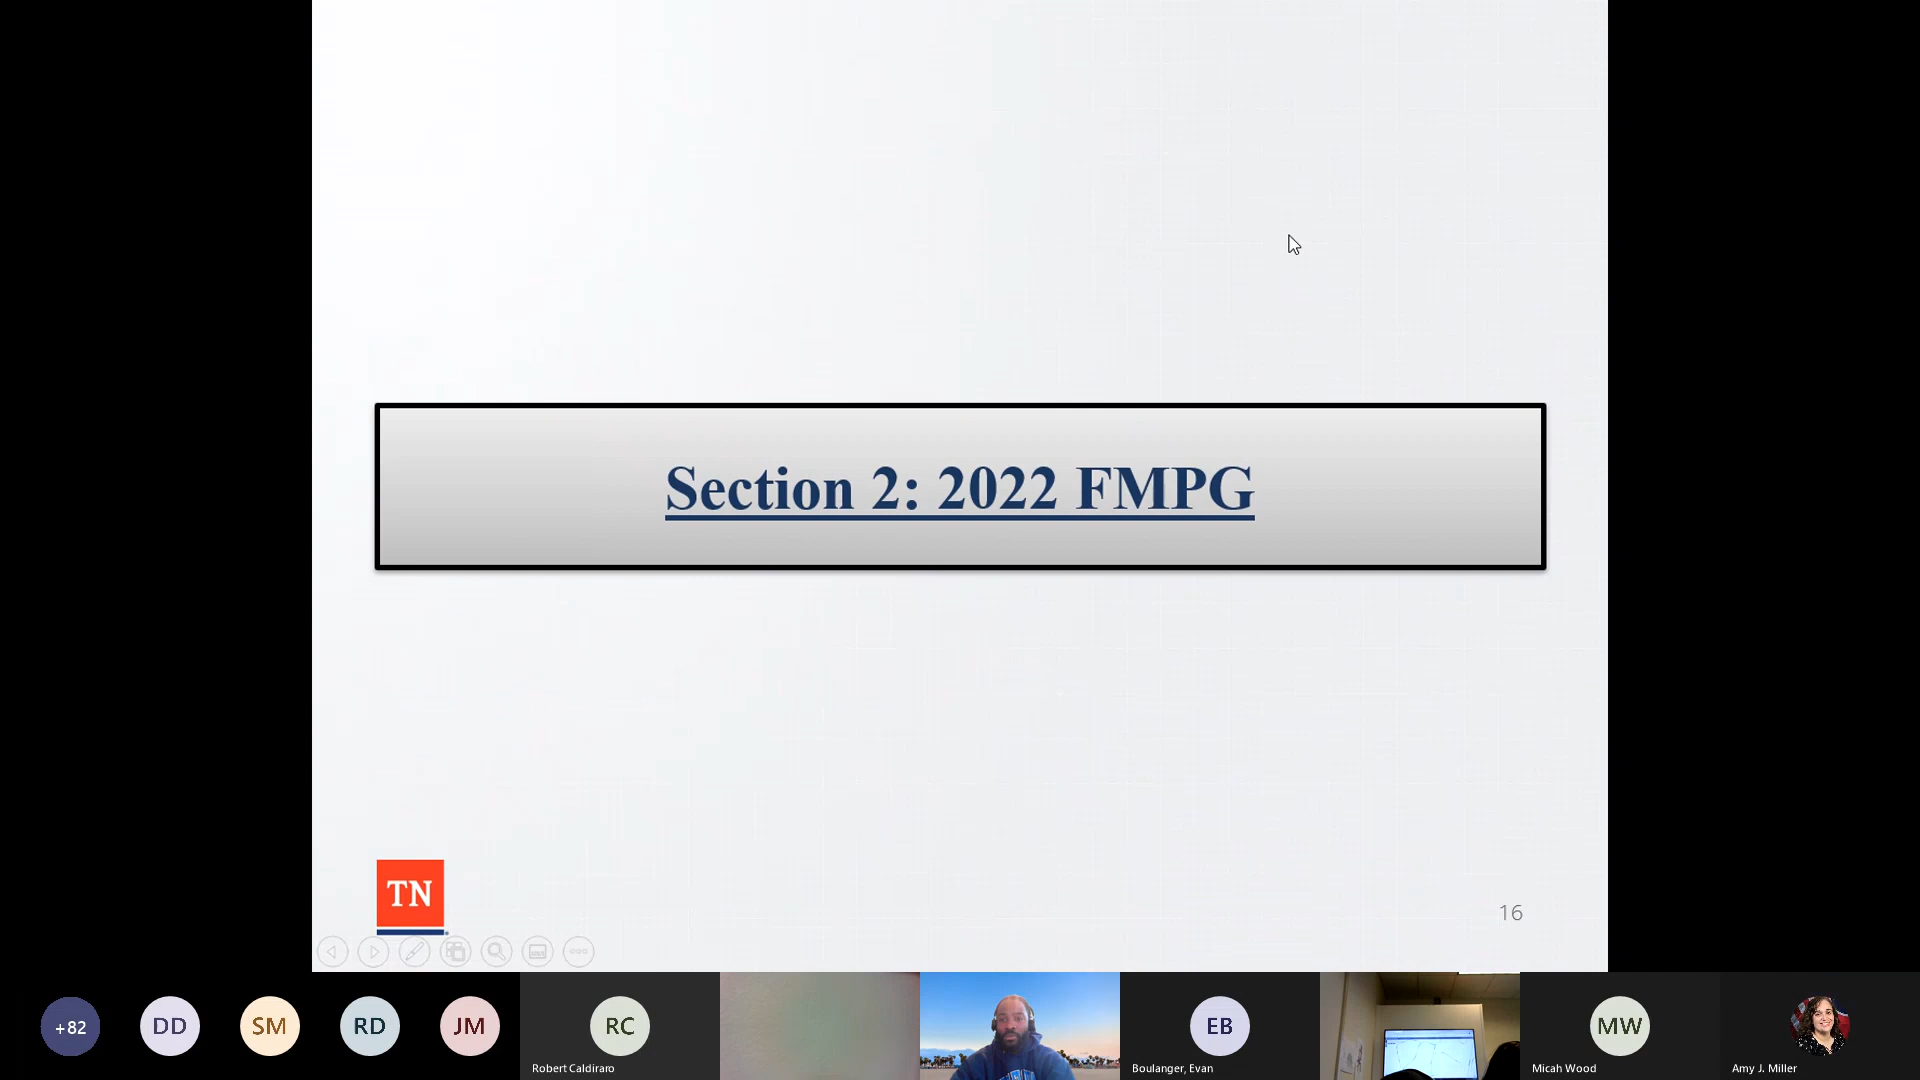 Section 2: 2022 FMPG
TN
16
+82
DD
SM
RD
JM
RC
EB
MW
Robert Caldiraro
Boulanger, Evan
Micah Wood
Amy J. Miller